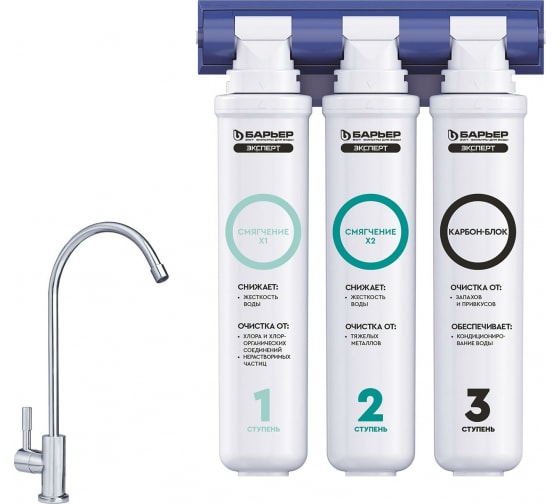 БАРЬЕР
ЭКСПЕРТ
СМЯГЧЕНИЕ
X1
СНИЖАЕТ:
• ЖЕСТКОСТЬ
ВОДЫ
ОЧИСТКА ОТ:
• ХЛОРА И ХЛОР-
ОРГАНИЧЕСКИХ
СОЕДИНЕНИЙ
• НЕРАСТВОРИМЫХ
ЧАСТИЦ
1
СТУПЕНЬ
БАРЬЕР
ЭКСПЕРТ
СМЯГЧЕНИЕ
X2
СНИЖАЕТ:
• ЖЕСТКОСТЬ
ВОДЫ
ОЧИСТКА ОТ:
• ТЯЖЕЛЫХ
МЕТАЛЛОВ
2
СТУПЕНЬ
БАРЬЕР
ЭКСПЕРТ
КАРБОН-БЛОК
ОЧИСТКА ОТ:
• ЗАПАХОВ
И ПРИВКУСОВ
ОБЕСПЕЧИВАЕТ:
• КОНДИЦИОНИРО-
ВАНИЕ ВОДЫ
3
СТУПЕНЬ